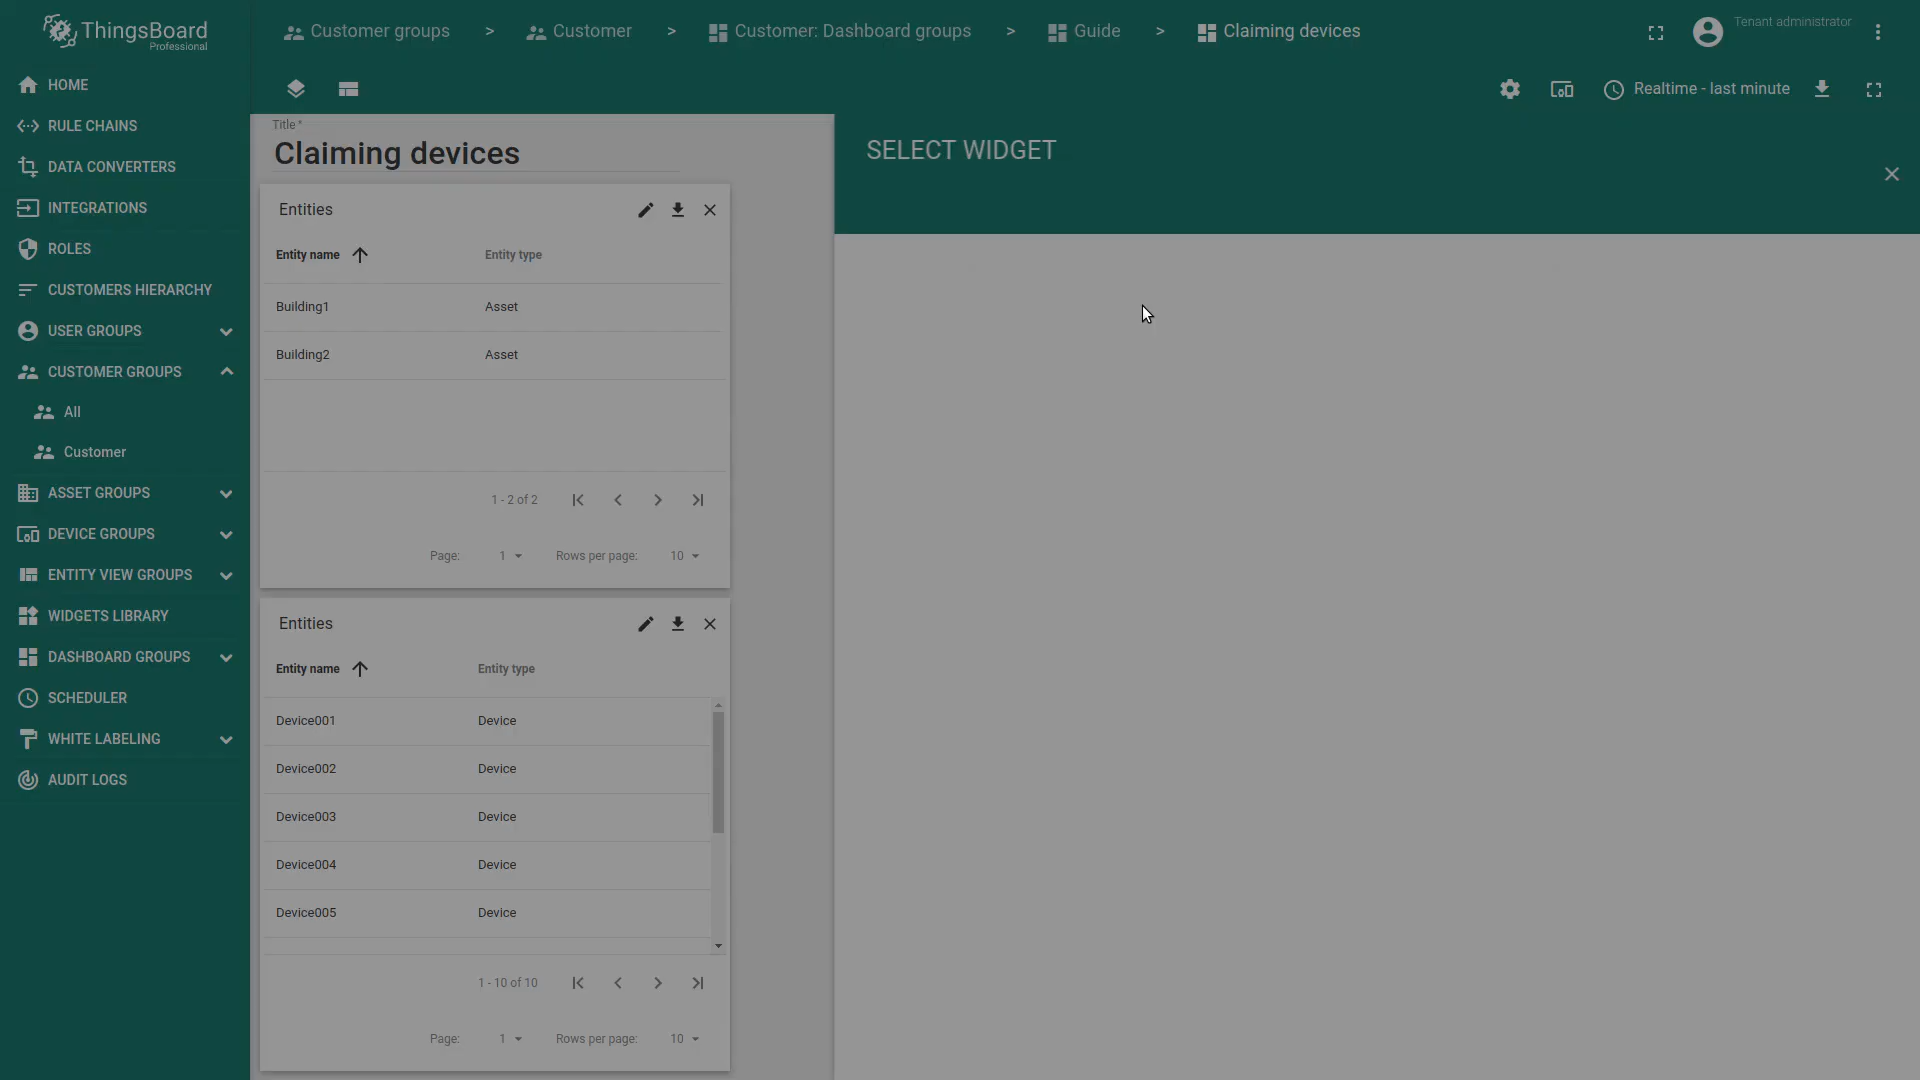 ThingsBoard
Professional
Customer groups > Customer > Customer: Dashboard groups > Guide > Claiming devices
Tenant administrator
HOME
RULE CHAINS
DATA CONVERTERS
INTEGRATIONS
ROLES
CUSTOMERS HIERARCHY
USER GROUPS
CUSTOMER GROUPS
All
Customer
ASSET GROUPS
DEVICE GROUPS
ENTITY VIEW GROUPS
WIDGETS LIBRARY
DASHBOARD GROUPS
SCHEDULER
WHITE LABELING
AUDIT LOGS
Realtime - last minute
Title *
Claiming devices
Entities
Entity name Entity type
Building1 Asset
Building2 Asset
1 - 2 of 2
Page: 1 Rows per page: 10
Entities
Entity name Entity type
Device001 Device
Device002 Device
Device003 Device
Device004 Device
Device005 Device
1 - 10 of 10
Page: 1 Rows per page: 10
SELECT WIDGET